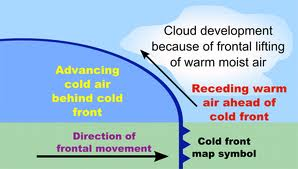 Cloud development
because of frontal lifting
of warm moist air
Advancing
cold air
behind cold
front
Receding warm
air ahead of
cold front
Direction of
frontal movement
Cold front
map symbol